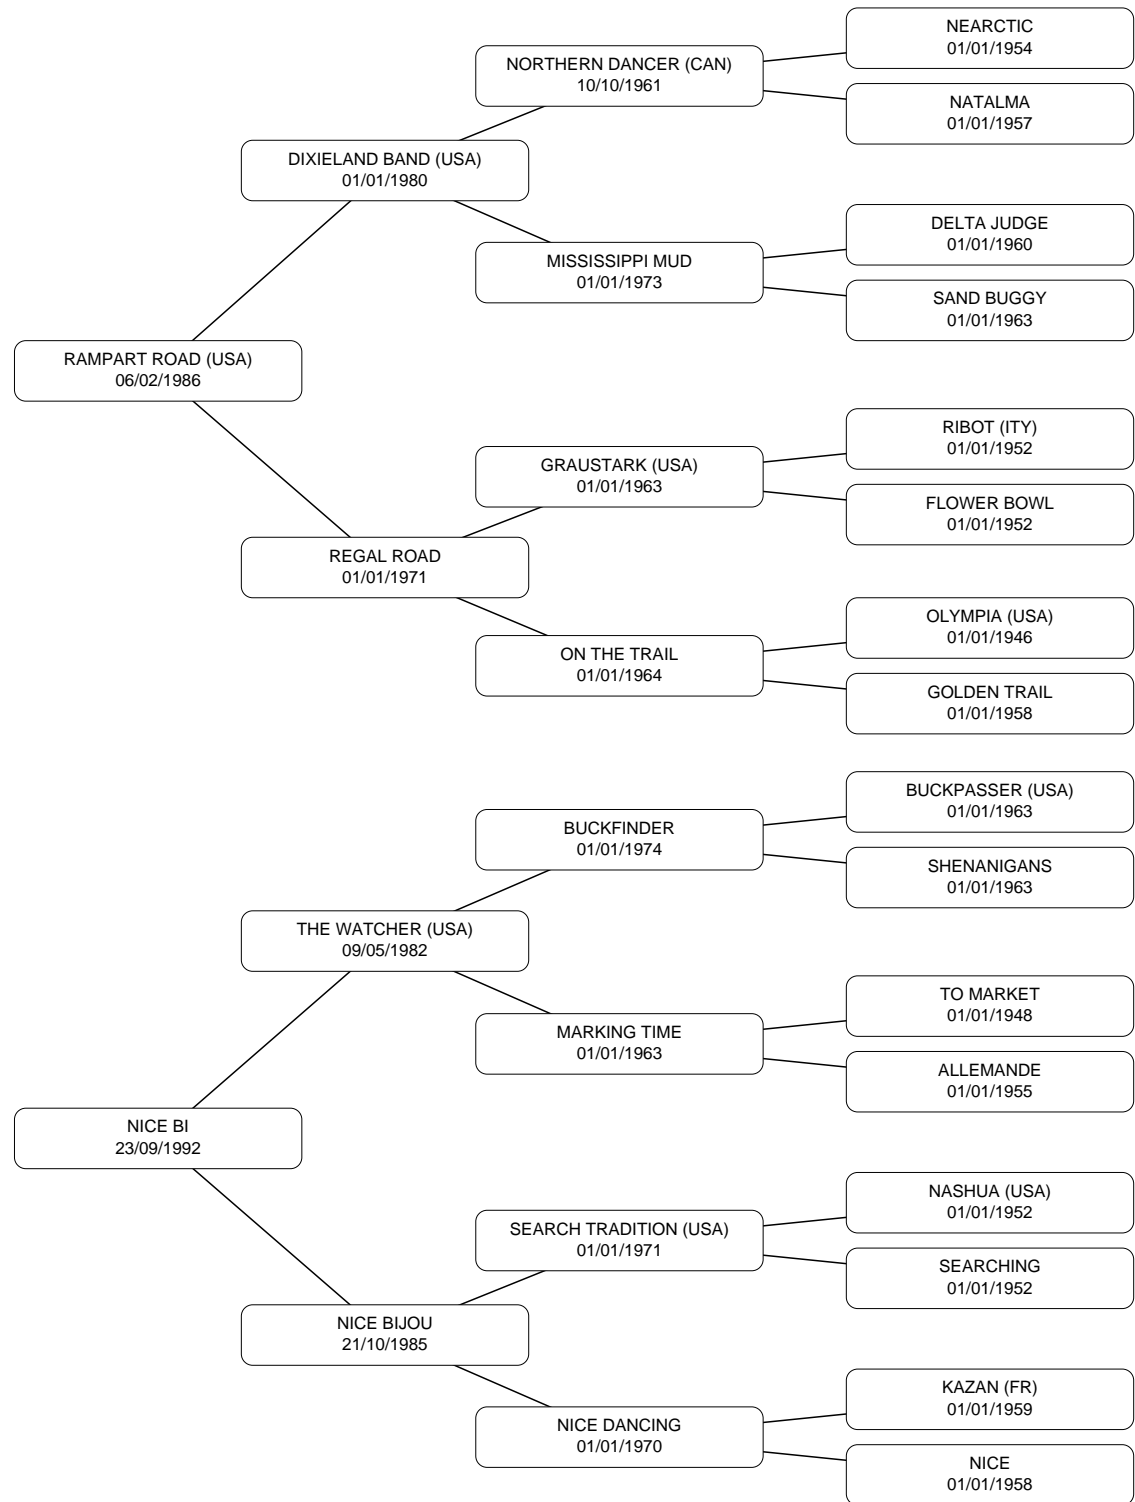 NEARCTIC
01/01/1954
NORTHERN DANCER (CAN)
10/10/1961
NATALMA
01/01/1957
DIXIELAND BAND (USA)
01/01/1980
DELTA JUDGE
01/01/1960
MISSISSIPPI MUD
01/01/1973
SAND BUGGY
01/01/1963
RAMPART ROAD (USA)
06/02/1986
RIBOT (ITY)
01/01/1952
GRAUSTARK (USA)
01/01/1963
FLOWER BOWL
01/01/1952
REGAL ROAD
01/01/1971
OLYMPIA (USA)
01/01/1946
ON THE TRAIL
01/01/1964
GOLDEN TRAIL
01/01/1958
BUCKPASSER (USA)
01/01/1963
BUCKFINDER
01/01/1974
SHENANIGANS
01/01/1963
THE WATCHER (USA)
09/05/1982
TO MARKET
01/01/1948
MARKING TIME
01/01/1963
ALLEMANDE
01/01/1955
NICE BI
23/09/1992
NASHUA (USA)
01/01/1952
SEARCH TRADITION (USA)
01/01/1971
SEARCHING
01/01/1952
NICE BIJOU
21/10/1985
KAZAN (FR)
01/01/1959
NICE DANCING
01/01/1970
NICE
01/01/1958